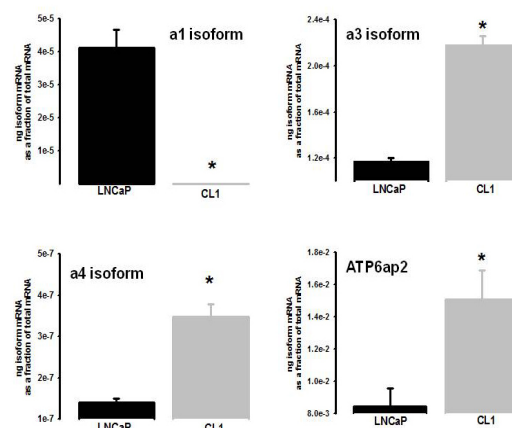 a1 isoform
5e-5
4e-5
3e-5
2e-5
1e-5
ng isoform mRNA
as a fraction of total mRNA
*
LNCaP
CL1
a3 isoform
2.4e-4
2.0e-4
1.6e-4
1.2e-4
ng isoform mRNA
as a fraction of total mRNA
*
LNCaP
CL1
a4 isoform
5e-7
4e-7
3e-7
2e-7
1e-7
ng isoform mRNA
as a fraction of total mRNA
*
LNCaP
CL1
ATP6ap2
1.8e-2
1.6e-2
1.4e-2
1.2e-2
1.0e-2
8.0e-3
ng isoform mRNA
as a fraction of total mRNA
*
LNCaP
CL1